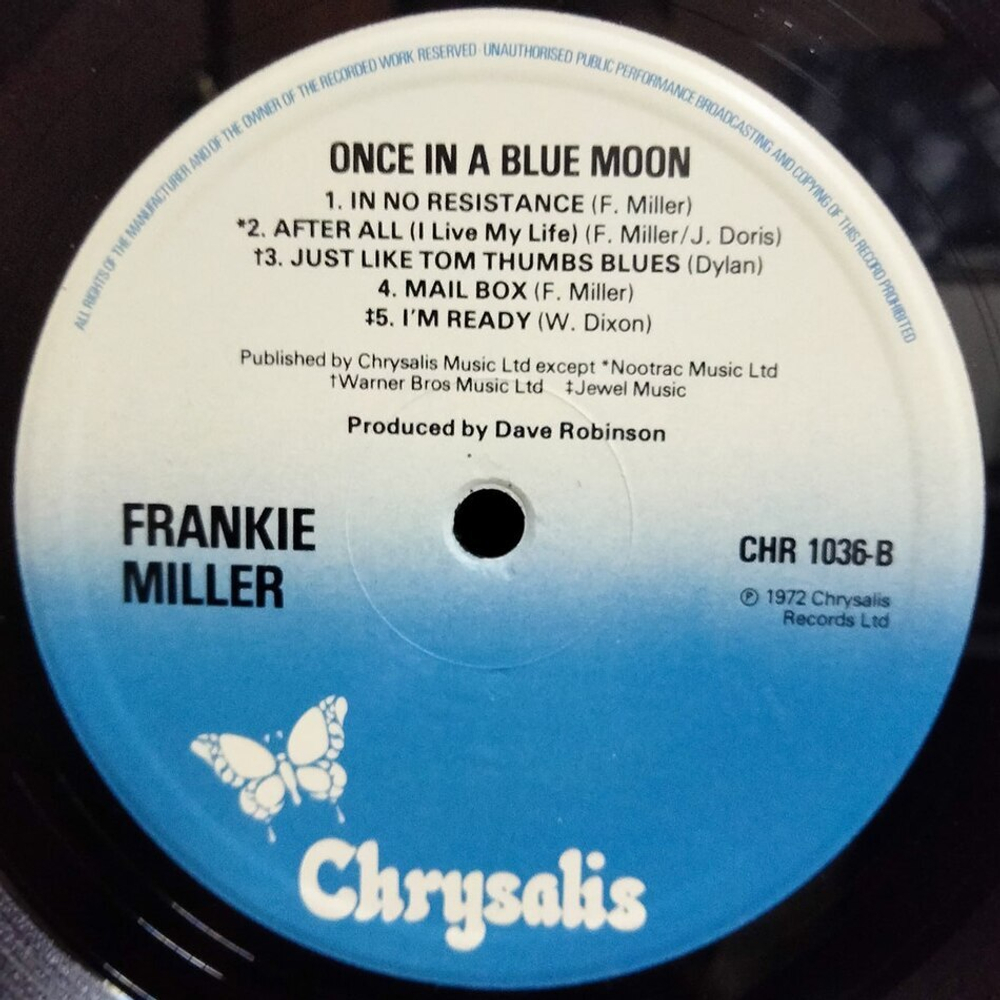 ALL RIGHTS OF THE MANUFACTURER AND OF THE OWNER OF THE RECORDED WORK RESERVED · UNAUTHORISED PUBLIC PERFORMANCE BROADCASTING AND COPYING OF THIS RECORD PROHIBITED
ONCE IN A BLUE MOON
1. IN NO RESISTANCE (F. Miller)
*2. AFTER ALL (I Live My Life) (F. Miller/J. Doris)
†3. JUST LIKE TOM THUMBS BLUES (Dylan)
4. MAIL BOX (F. Miller)
‡5. I'M READY (W. Dixon)
Published by Chrysalis Music Ltd except *Nootrac Music Ltd
†Warner Bros Music Ltd ‡Jewel Music
Produced by Dave Robinson
FRANKIE
MILLER
CHR 1036-B
℗ 1972 Chrysalis
Records Ltd
Chrysalis